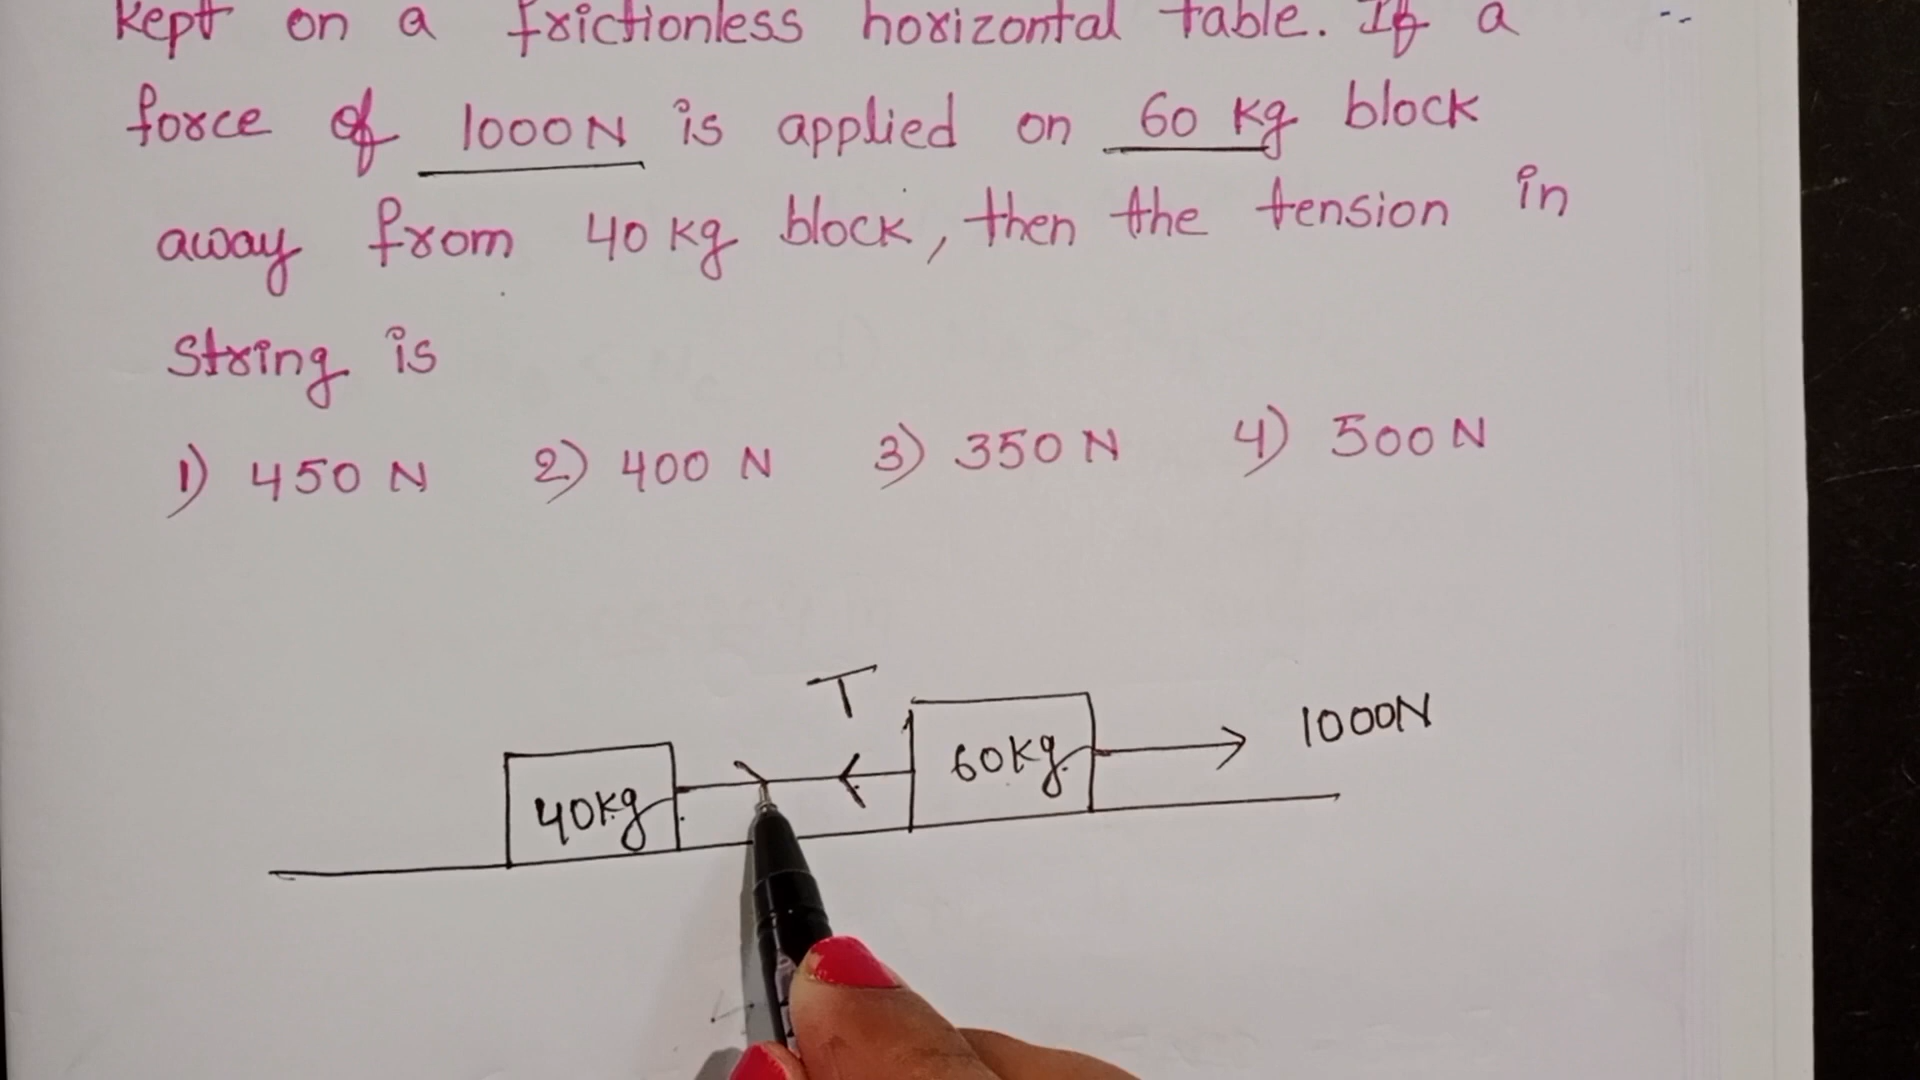 kept on a frictionless horizontal table. If a
force of 1000N is applied on 60 kg block
away from 40 kg block, then the tension in
string is
1) 450 N 2) 400 N 3) 350 N 4) 500 N
T
40kg 60kg 1000N